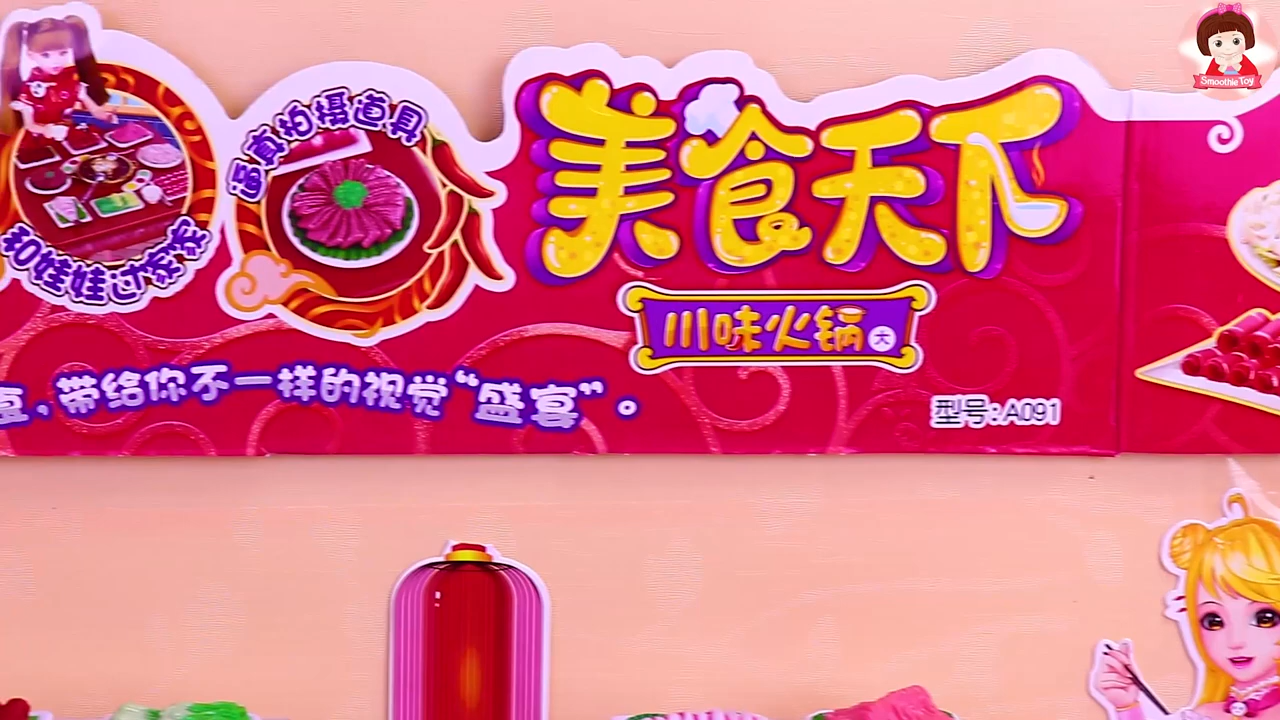 Smoothie Toy
逼真拍摄道具
和娃娃过家家
美食天下
川味火锅 大
,带给你不一样的视觉“盛宴”。
型号:A091